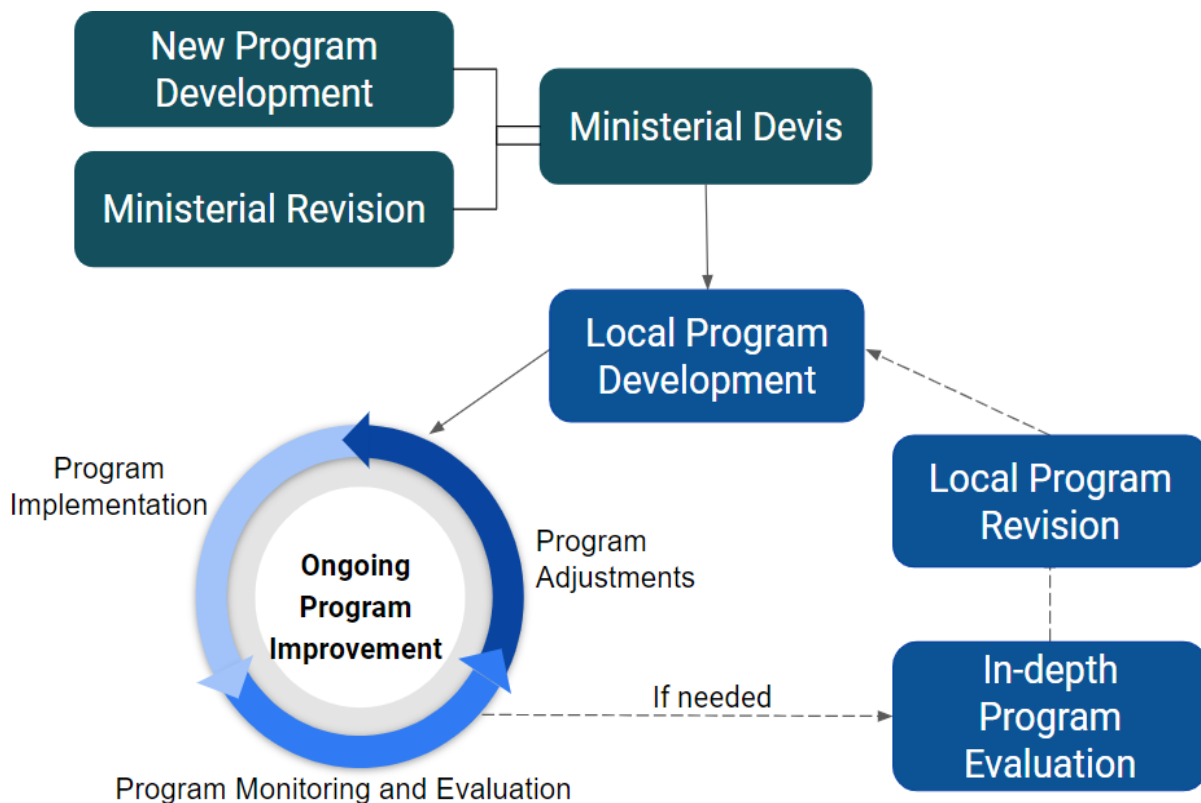 New Program
Development
Ministerial Devis
Ministerial Revision
Local Program
Development
Program
Implementation
Local Program
Revision
Program
Adjustments
Ongoing
Program
Improvement
If needed
In-depth
Program
Evaluation
Program Monitoring and Evaluation